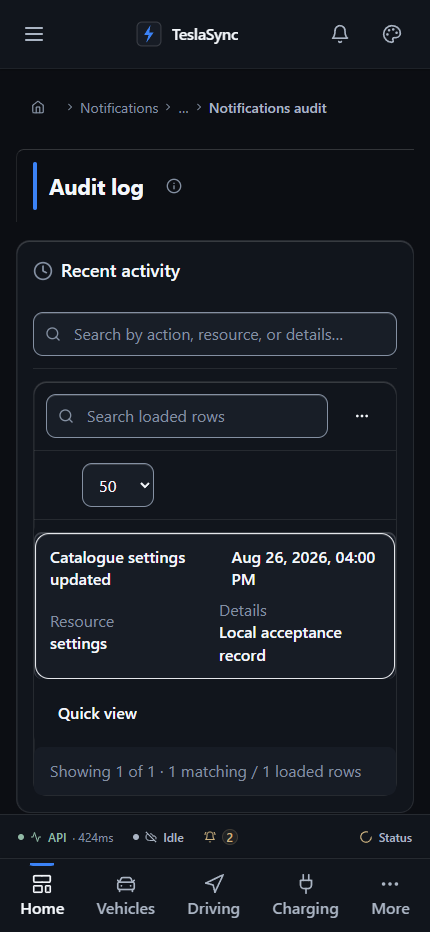 TeslaSync
Notifications ... Notifications audit
Audit log
Recent activity
Search by action, resource, or details...
Search loaded rows
50
Catalogue settings updated
Aug 26, 2026, 04:00 PM
Resource
settings
Details
Local acceptance record
Quick view
Showing 1 of 1 · 1 matching / 1 loaded rows
API · 424ms Idle 2 Status
Home Vehicles Driving Charging More